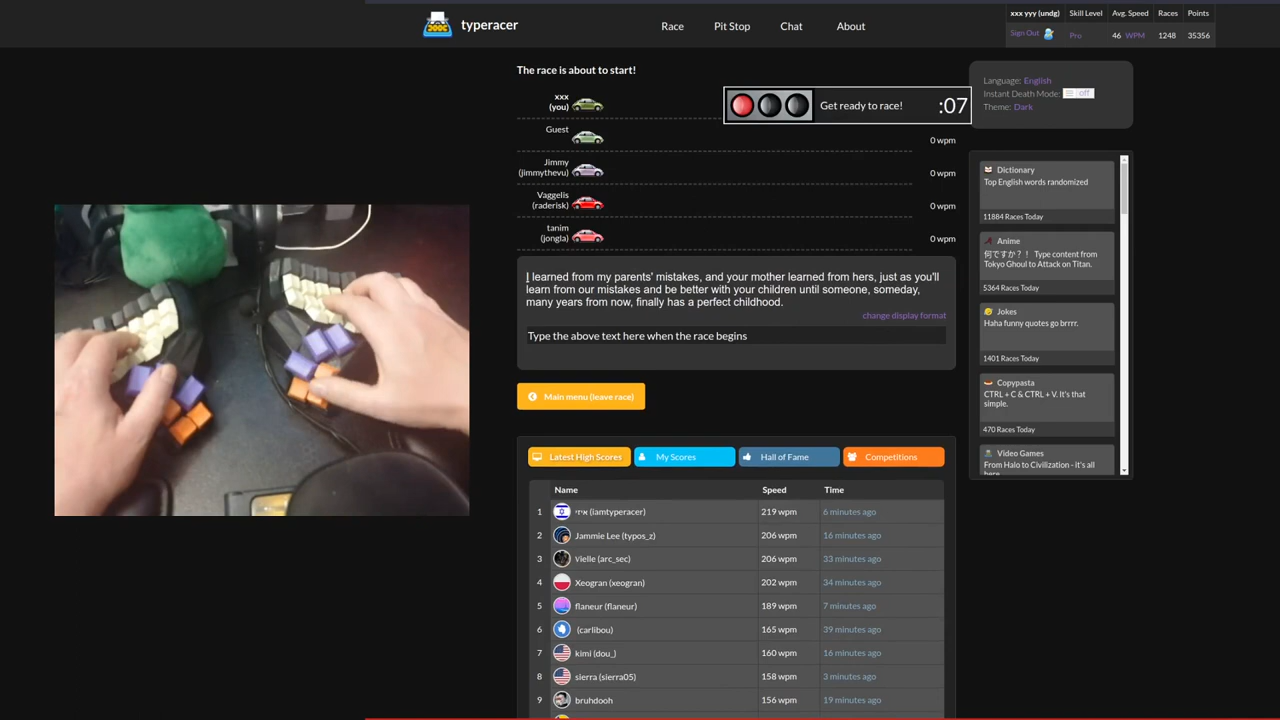 typeracer
Race
Pit Stop
Chat
About
xxx yyy (undg) Skill Level Avg. Speed Races Points
Sign Out Pro 46 WPM 1248 35356
The race is about to start!
xxx
(you)
Get ready to race! :07
Guest
0 wpm
Jimmy
(jimmythevu)
0 wpm
Vaggelis
(raderisk)
0 wpm
tanim
(jongla)
0 wpm
I learned from my parents' mistakes, and your mother learned from hers, just as you'll
learn from our mistakes and be better with your children until someone, someday,
many years from now, finally has a perfect childhood.
change display format
Type the above text here when the race begins
Main menu (leave race)
Latest High Scores
My Scores
Hall of Fame
Competitions
Name Speed Time
1 (iamtyperacer) 219 wpm 6 minutes ago
2 Jammie Lee (typos_z) 206 wpm 16 minutes ago
3 Vielle (arc_sec) 206 wpm 33 minutes ago
4 Xeogran (xeogran) 202 wpm 34 minutes ago
5 flaneur (flaneur) 189 wpm 7 minutes ago
6 (carlibou) 165 wpm 39 minutes ago
7 kimi (dou_) 160 wpm 16 minutes ago
8 sierra (sierra05) 158 wpm 3 minutes ago
9 bruhdooh 156 wpm 19 minutes ago
Language: English
Instant Death Mode: off
Theme: Dark
Dictionary
Top English words randomized
11884 Races Today
Anime
何ですか？！ Type content from
Tokyo Ghoul to Attack on Titan.
5364 Races Today
Jokes
Haha funny quotes go brrrr.
1401 Races Today
Copypasta
CTRL + C & CTRL + V. It's that
simple.
470 Races Today
Video Games
From Halo to Civilization - it's all
here